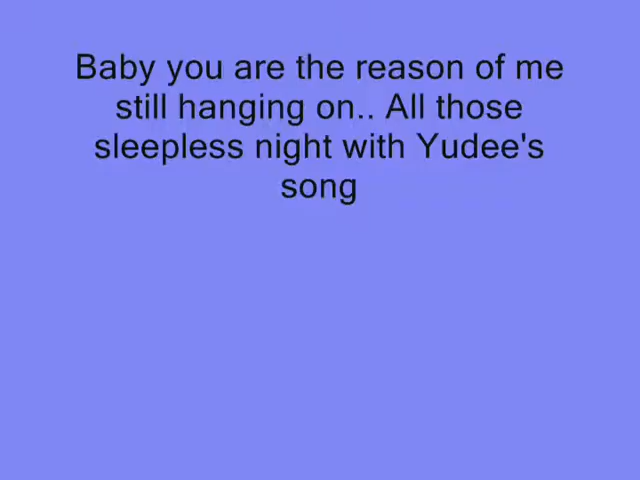 Baby you are the reason of me
still hanging on.. All those
sleepless night with Yudee's
song